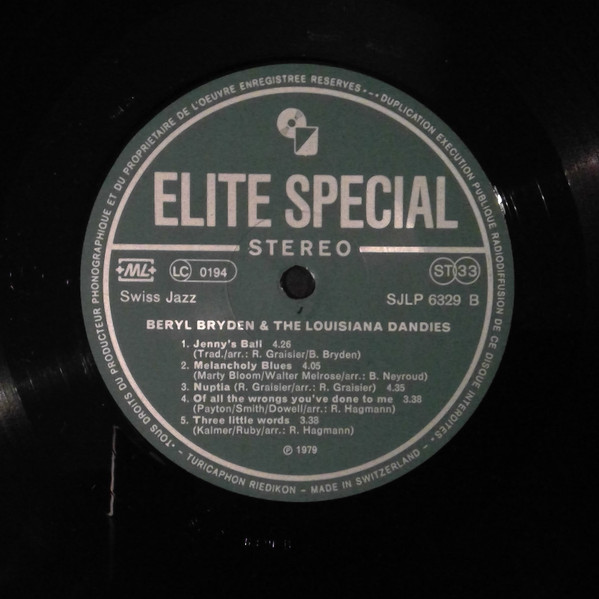 TOUS DROITS DU PRODUCTEUR PHONOGRAPHIQUE ET DU PROPRIETAIRE DE L'OEUVRE ENREGISTREE RESERVES • DUPLICATION EXECUTION PUBLIQUE RADIODIFFUSION DE CE DISQUE INTERDITES •
ELITE SPECIAL
STEREO
ML LC 0194 ST 33
Swiss Jazz SJLP 6329 B
BERYL BRYDEN & THE LOUISIANA DANDIES
1. Jenny's Ball 4.26
(Trad./arr.: R. Graisier/B. Bryden)
2. Melancholy Blues 4.05
(Marty Bloom/Walter Melrose/arr.: B. Neyroud)
3. Nuptia (R. Graisier/arr.: R. Graisier) 4.35
4. Of all the wrongs you've done to me 3.38
(Payton/Smith/Dowell/arr.: R. Hagmann)
5. Three little words 3.38
(Kalmer/Ruby/arr.: R. Hagmann)
℗ 1979
TURICAPHON RIEDIKON – MADE IN SWITZERLAND